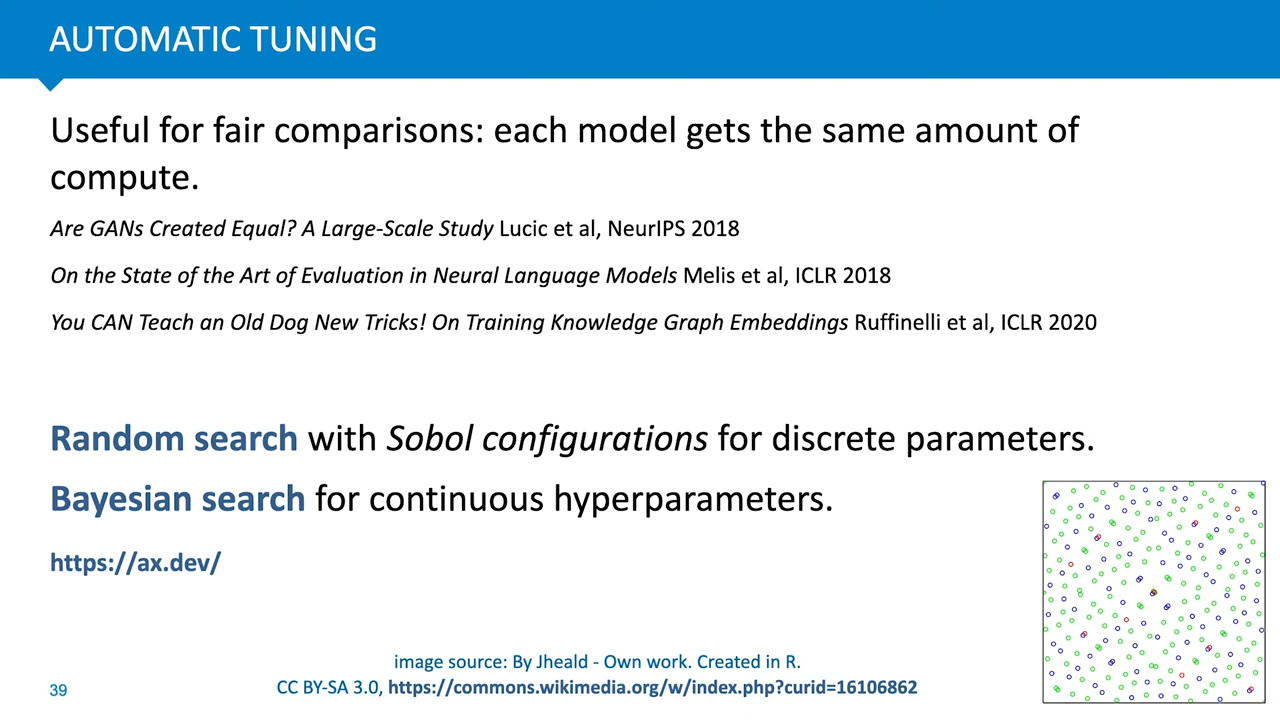 AUTOMATIC TUNING
Useful for fair comparisons: each model gets the same amount of
compute.
Are GANs Created Equal? A Large-Scale Study Lucic et al, NeurIPS 2018
On the State of the Art of Evaluation in Neural Language Models Melis et al, ICLR 2018
You CAN Teach an Old Dog New Tricks! On Training Knowledge Graph Embeddings Ruffinelli et al, ICLR 2020
Random search with Sobol configurations for discrete parameters.
Bayesian search for continuous hyperparameters.
https://ax.dev/
image source: By Jheald - Own work. Created in R.
CC BY-SA 3.0, https://commons.wikimedia.org/w/index.php?curid=16106862
39